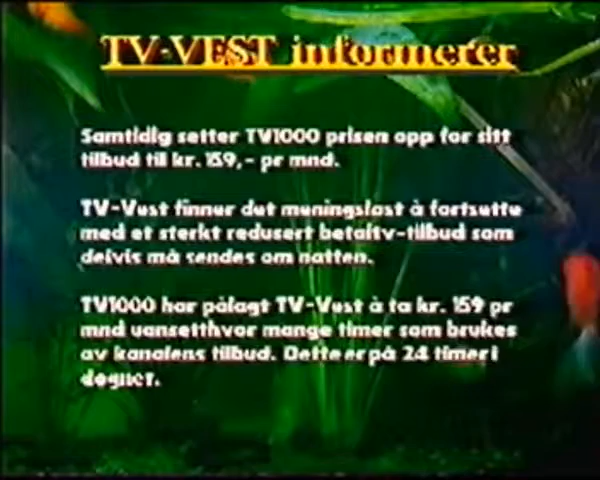 TV-VEST informerer
Samtidig setter TV1000 prisen opp for sitt
tilbud til kr. 159,- pr mnd.
TV-Vest finner det meningsløst å fortsette
med et sterkt redusert betaltv-tilbud som
delvis må sendes om natten.
TV1000 har pålagt TV-Vest å ta kr. 159 pr
mnd uansetthvor mange timer som brukes
av kanalens tilbud. Dette er på 24 timer i
døgnet.